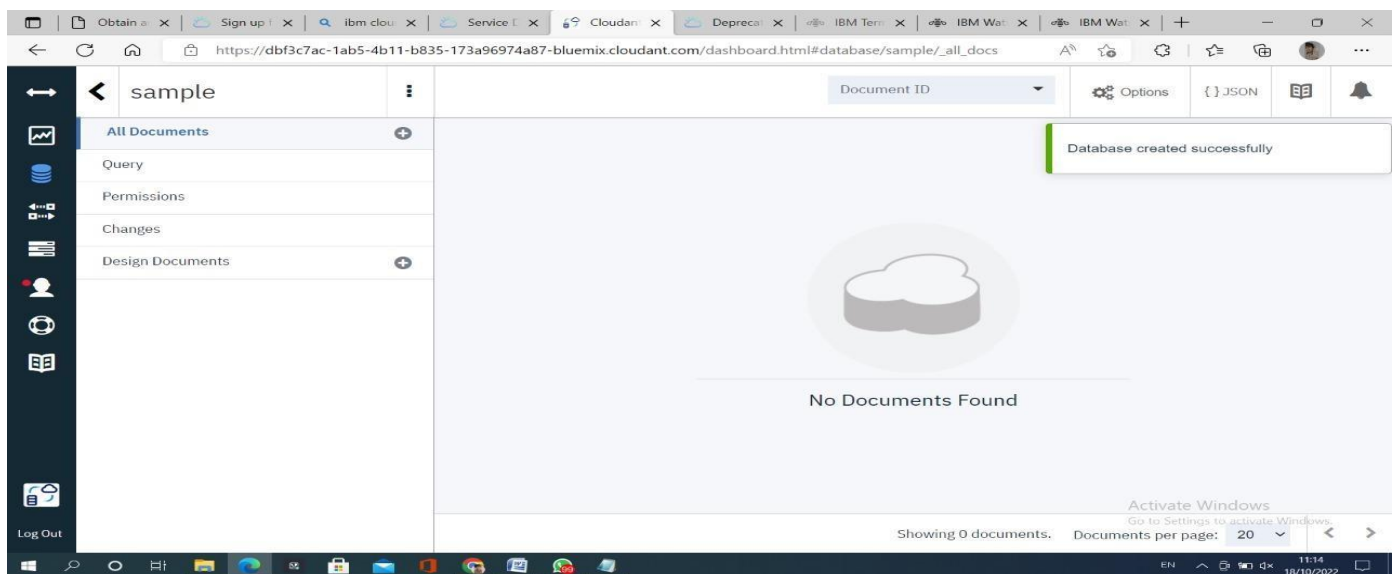 Obtain a
Sign up f
ibm clou
Service D
Cloudan
Deprecat
IBM Tern
IBM Wat
IBM Wat
https://dbf3c7ac-1ab5-4b11-b835-173a96974a87-bluemix.cloudant.com/dashboard.html#database/sample/_all_docs
sample
Document ID
Options
{ } JSON
All Documents
Database created successfully
Query
Permissions
Changes
Design Documents
No Documents Found
Activate Windows
Go to Settings to activate Windows.
Log Out
Showing 0 documents.
Documents per page: 20
EN
11:14
18/10/2022